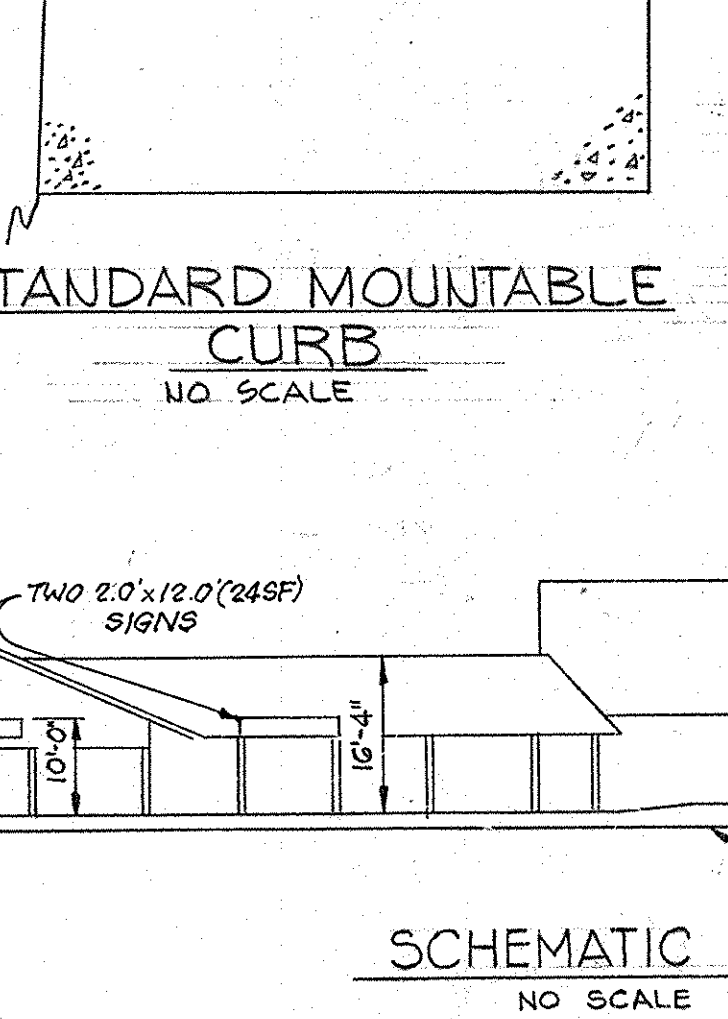 TANDARD MOUNTABLE
CURB
NO SCALE
TWO 2.0'x12.0'(24SF)
SIGNS
10'-0"
16'-4"
SCHEMATIC
NO SCALE